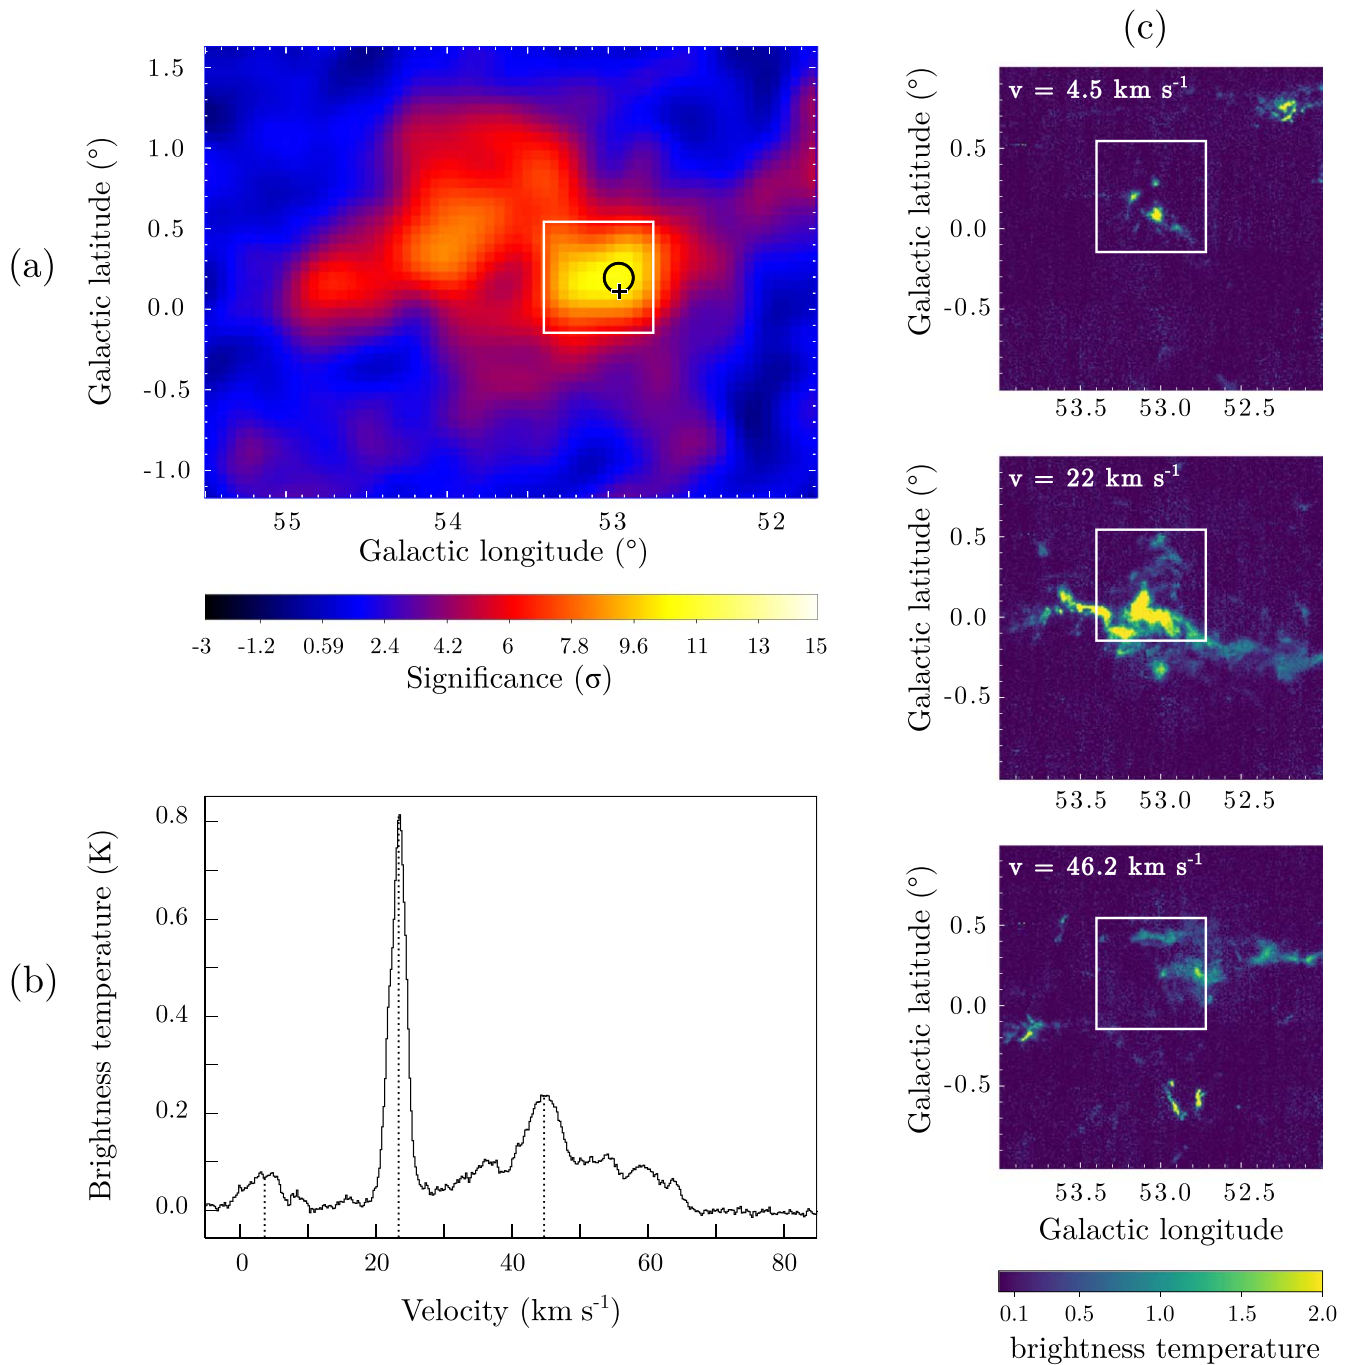 (a)
Galactic latitude (°)
1.5
1.0
0.5
0.0
-0.5
-1.0
55 54 53 52
Galactic longitude (°)
-3 -1.2 0.59 2.4 4.2 6 7.8 9.6 11 13 15
Significance (σ)
(b)
Brightness temperature (K)
0.8
0.6
0.4
0.2
0.0
0 20 40 60 80
Velocity (km s-1)
(c)
v = 4.5 km s-1
Galactic latitude (°)
0.5
0.0
-0.5
53.5 53.0 52.5
v = 22 km s-1
Galactic latitude (°)
0.5
0.0
-0.5
53.5 53.0 52.5
v = 46.2 km s-1
Galactic latitude (°)
0.5
0.0
-0.5
53.5 53.0 52.5
Galactic longitude
0.1 0.5 1.0 1.5 2.0
brightness temperature